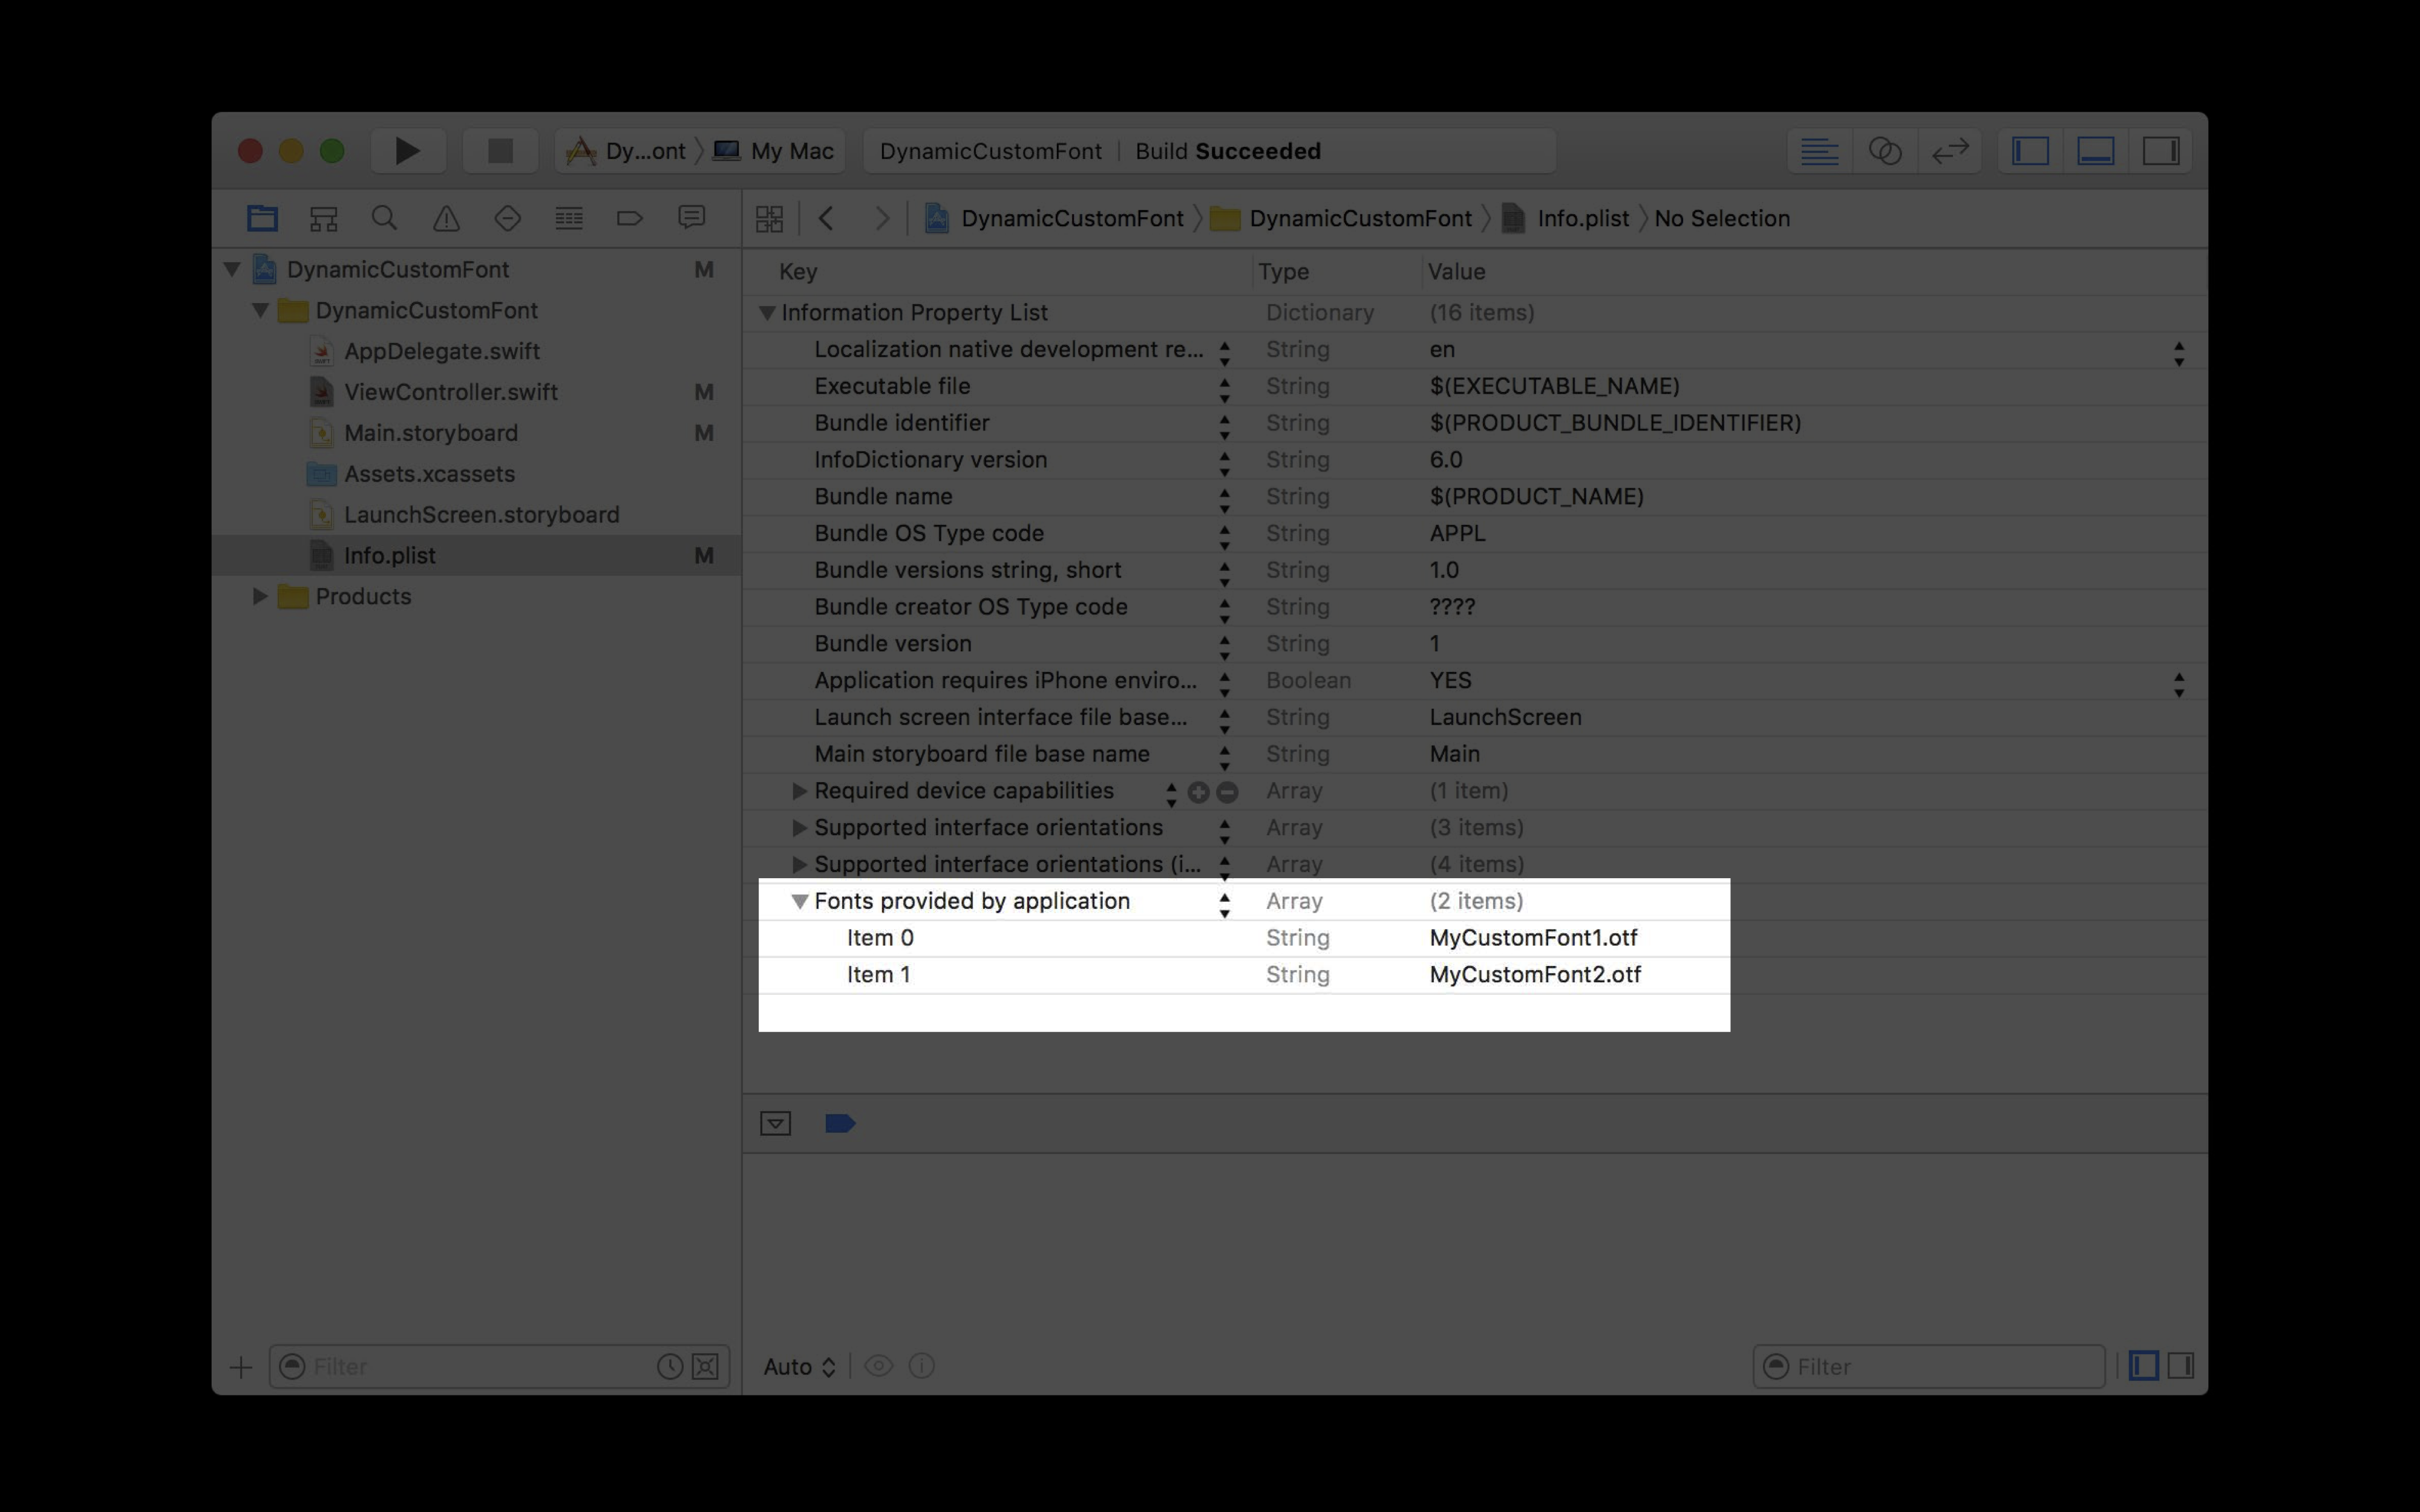 Dy...ont My Mac DynamicCustomFont Build Succeeded
DynamicCustomFont DynamicCustomFont Info.plist No Selection
DynamicCustomFont M
DynamicCustomFont
AppDelegate.swift
ViewController.swift M
Main.storyboard M
Assets.xcassets
LaunchScreen.storyboard
Info.plist M
Products
Key Type Value
Information Property List Dictionary (16 items)
Localization native development re... String en
Executable file String $(EXECUTABLE_NAME)
Bundle identifier String $(PRODUCT_BUNDLE_IDENTIFIER)
InfoDictionary version String 6.0
Bundle name String $(PRODUCT_NAME)
Bundle OS Type code String APPL
Bundle versions string, short String 1.0
Bundle creator OS Type code String ????
Bundle version String 1
Application requires iPhone enviro... Boolean YES
Launch screen interface file base... String LaunchScreen
Main storyboard file base name String Main
Required device capabilities Array (1 item)
Supported interface orientations Array (3 items)
Supported interface orientations (i... Array (4 items)
Fonts provided by application Array (2 items)
Item 0 String MyCustomFont1.otf
Item 1 String MyCustomFont2.otf
Filter Auto Filter